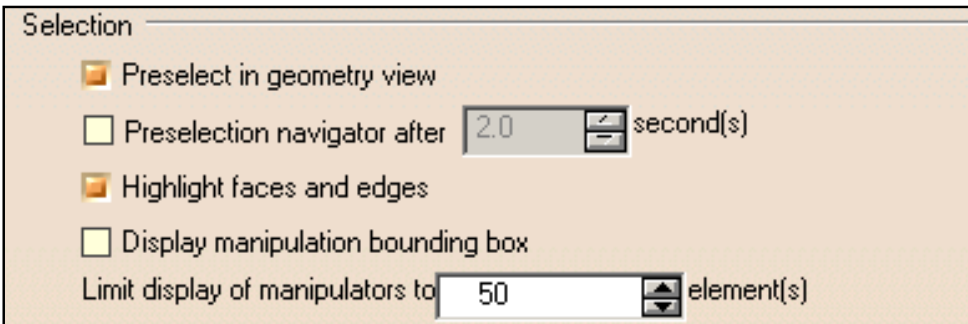 Selection
Preselect in geometry view
Preselection navigator after 2.0 second(s)
Highlight faces and edges
Display manipulation bounding box
Limit display of manipulators to 50 element(s)